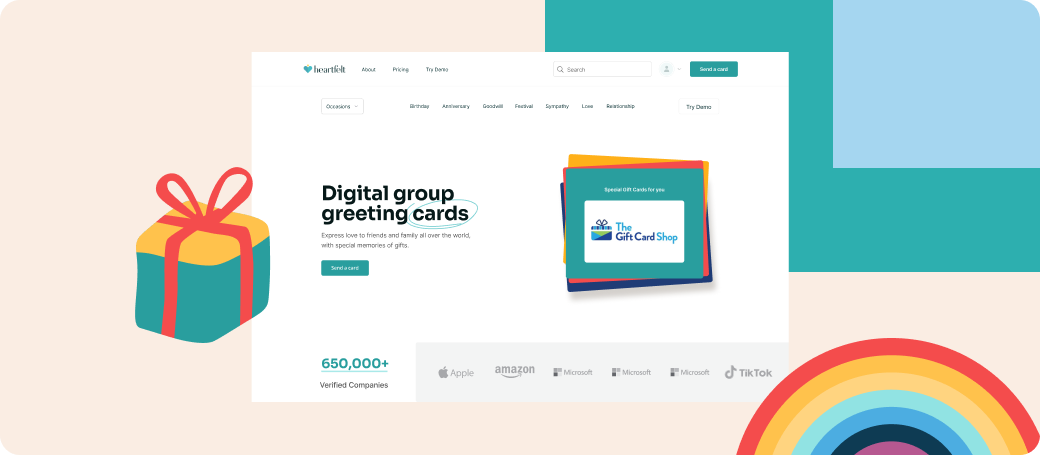 heartfelt
About
Pricing
Try Demo
Search
Send a card
Occasions
Birthday
Anniversary
Goodwill
Festival
Sympathy
Love
Relationship
Try Demo
Digital group
greeting cards
Express love to friends and family all over the world,
with special memories of gifts.
Send a card
Special Gift Cards for you
The
Gift Card Shop
650,000+
Verified Companies
Apple
amazon
Microsoft
Microsoft
Microsoft
TikTok